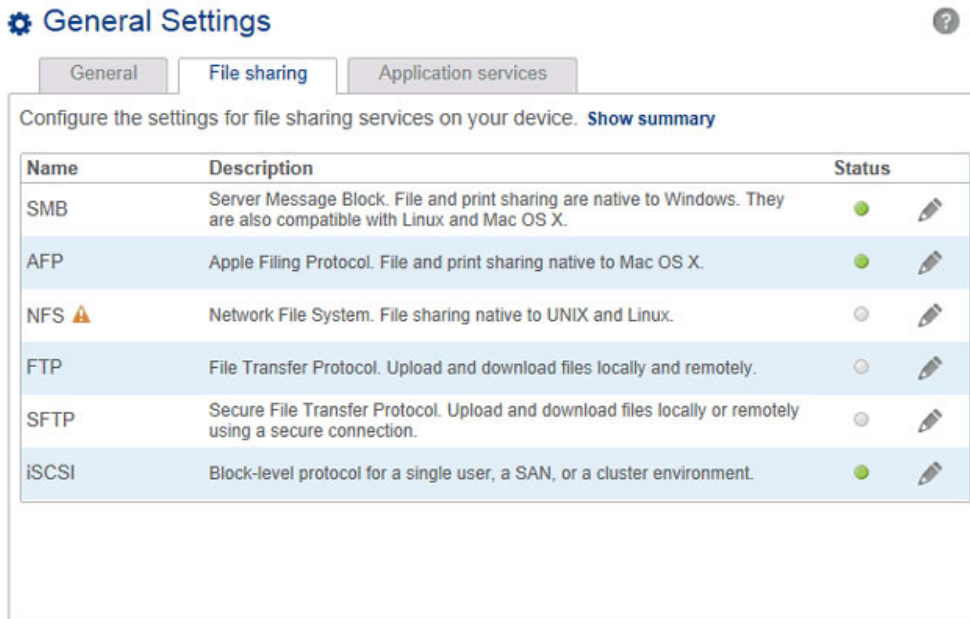 General Settings
General File sharing Application services
Configure the settings for file sharing services on your device. Show summary
Name Description Status
SMB Server Message Block. File and print sharing are native to Windows. They
are also compatible with Linux and Mac OS X.
AFP Apple Filing Protocol. File and print sharing native to Mac OS X.
NFS Network File System. File sharing native to UNIX and Linux.
FTP File Transfer Protocol. Upload and download files locally and remotely.
SFTP Secure File Transfer Protocol. Upload and download files locally or remotely
using a secure connection.
iSCSI Block-level protocol for a single user, a SAN, or a cluster environment.